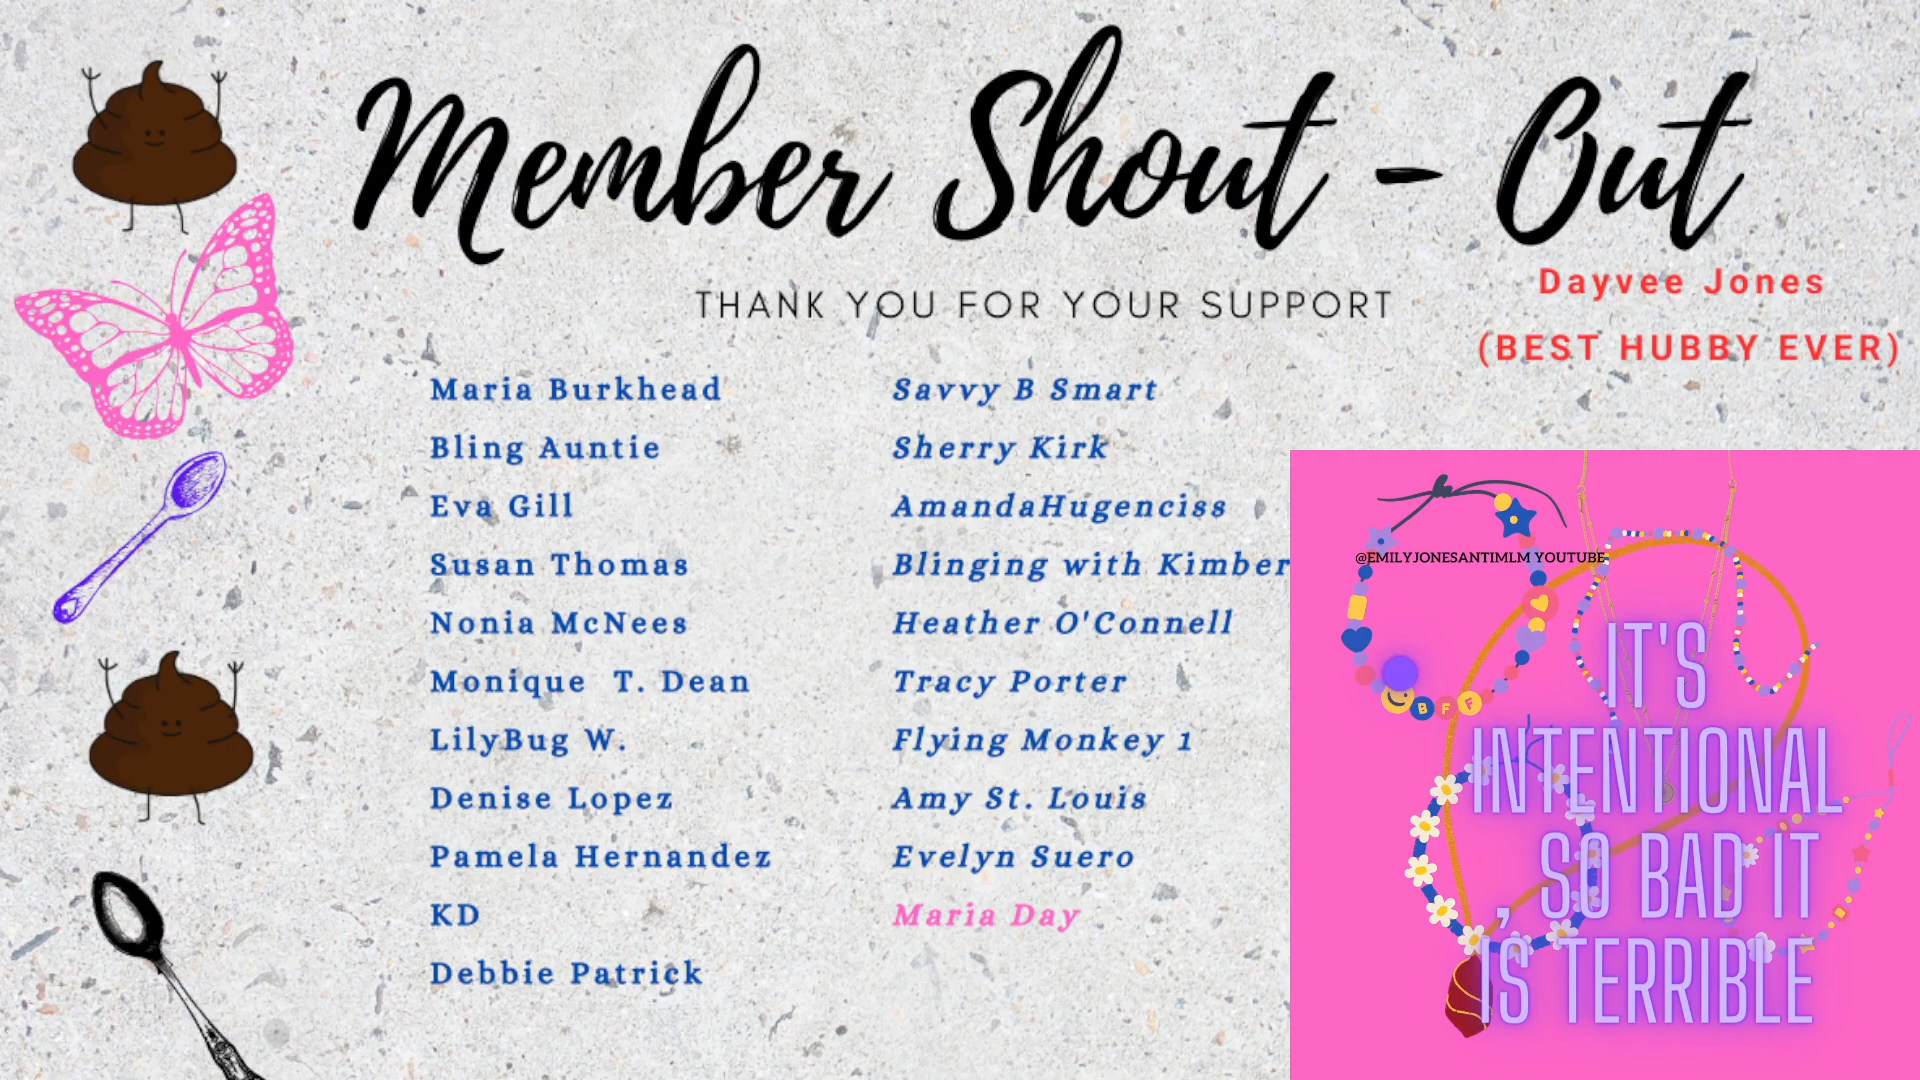 Member Shout - Out
THANK YOU FOR YOUR SUPPORT
Dayvee Jones
(BEST HUBBY EVER)
Maria Burkhead
Bling Auntie
Eva Gill
Susan Thomas
Nonia McNees
Monique T. Dean
LilyBug W.
Denise Lopez
Pamela Hernandez
KD
Debbie Patrick
Savvy B Smart
Sherry Kirk
AmandaHugenciss
Blinging with Kimber
Heather O'Connell
Tracy Porter
Flying Monkey 1
Amy St. Louis
Evelyn Suero
Maria Day
@EMILYJONESANTIMLM YOUTUBE
BFF
IT'S
INTENTIONAL
, SO BAD IT
IS TERRIBLE